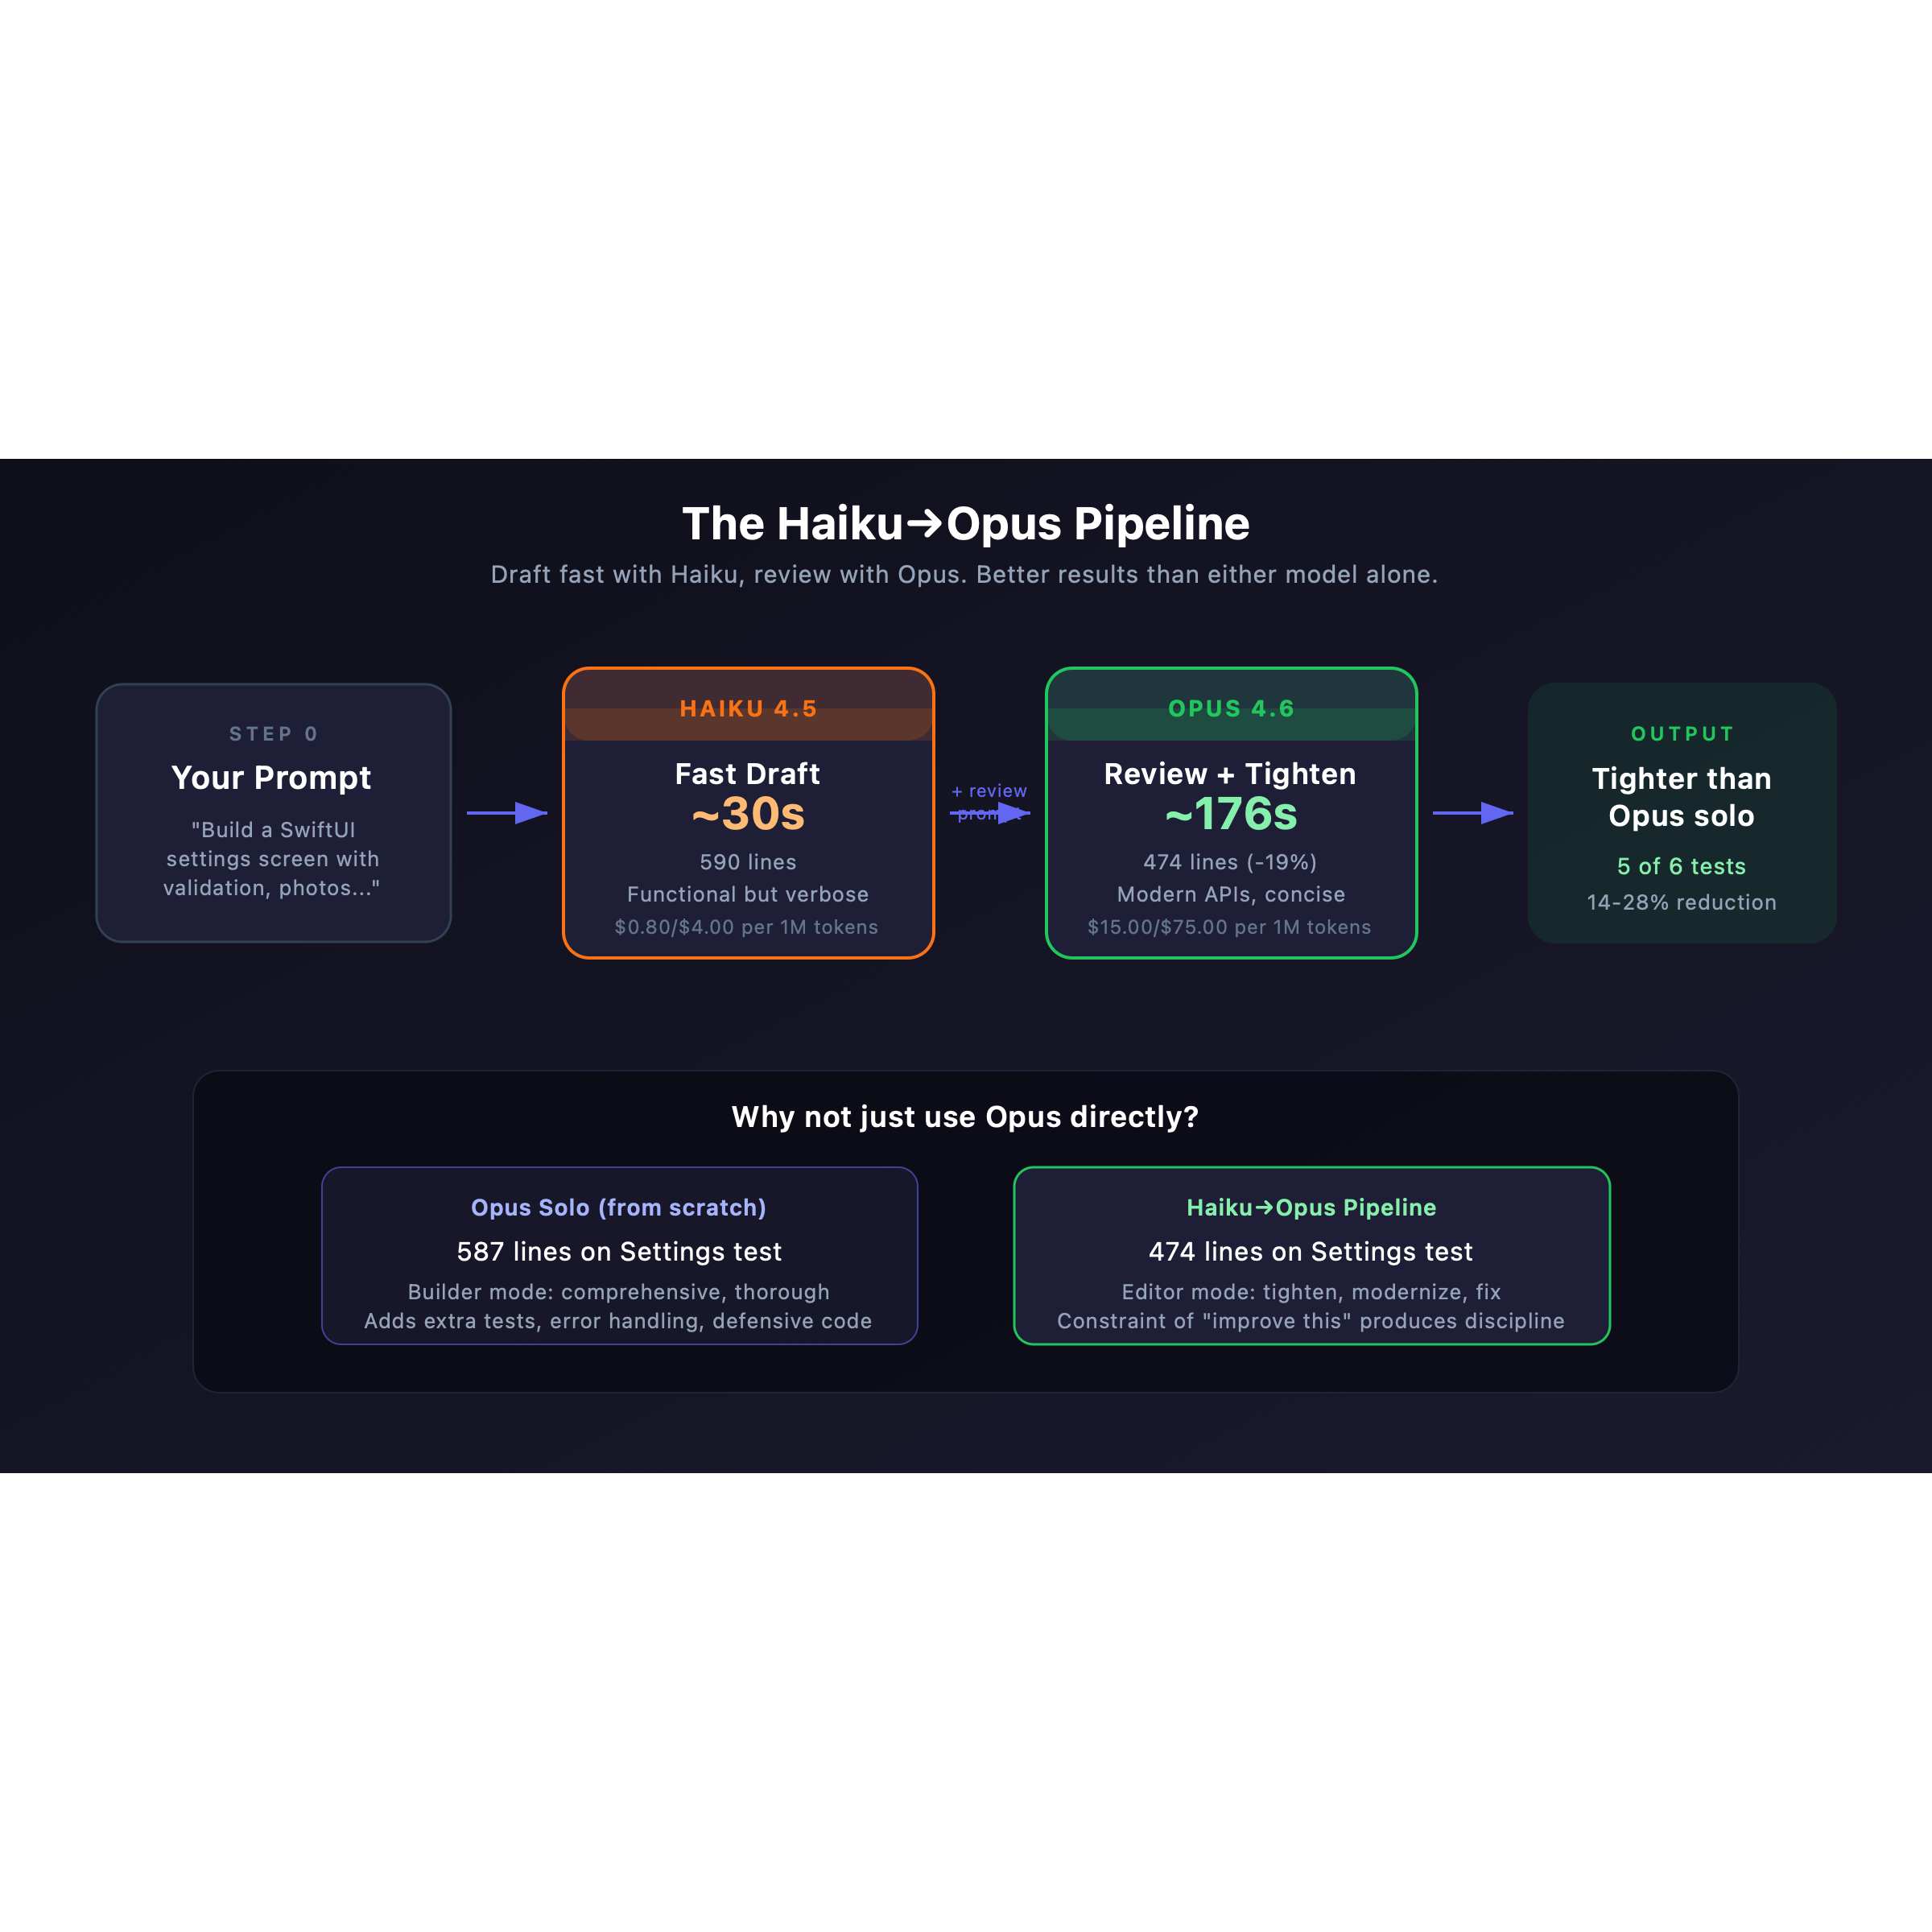 The Haiku→Opus Pipeline
Draft fast with Haiku, review with Opus. Better results than either model alone.
STEP 0
Your Prompt
"Build a SwiftUI
settings screen with
validation, photos..."
HAIKU 4.5
Fast Draft
~30s
590 lines
Functional but verbose
$0.80/$4.00 per 1M tokens
+ review
prompt
OPUS 4.6
Review + Tighten
~176s
474 lines (-19%)
Modern APIs, concise
$15.00/$75.00 per 1M tokens
OUTPUT
Tighter than
Opus solo
5 of 6 tests
14-28% reduction
Why not just use Opus directly?
Opus Solo (from scratch)
587 lines on Settings test
Builder mode: comprehensive, thorough
Adds extra tests, error handling, defensive code
Haiku→Opus Pipeline
474 lines on Settings test
Editor mode: tighten, modernize, fix
Constraint of "improve this" produces discipline